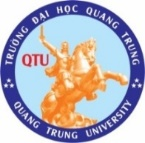 TRƯỜNG ĐẠI HỌC QUANG TRUNG
QTU
QUANG TRUNG UNIVERSITY